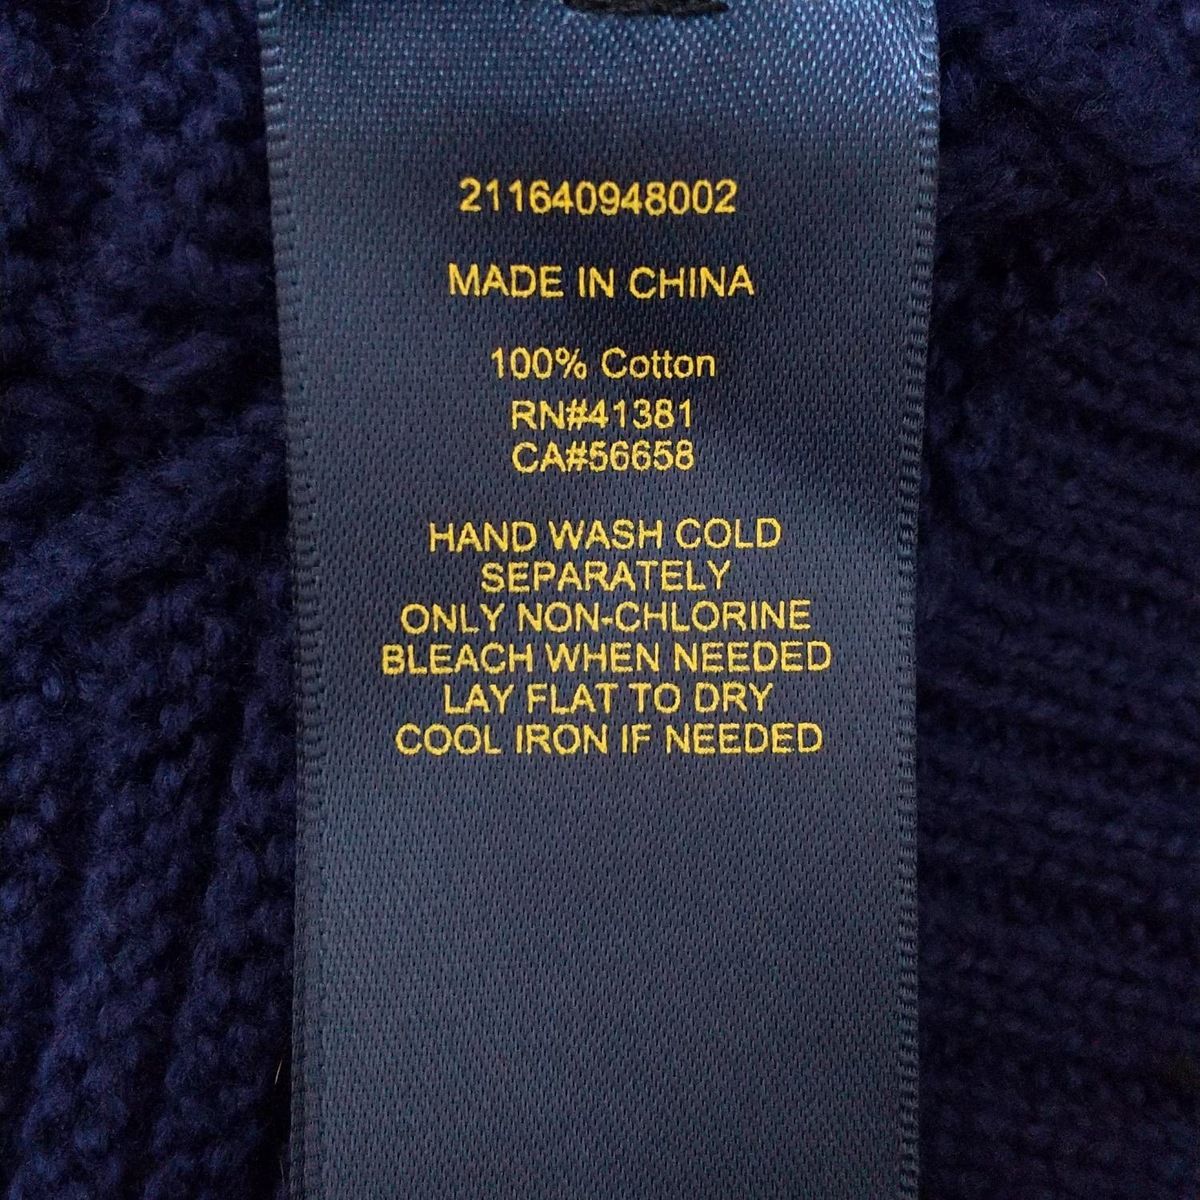 211640948002
MADE IN CHINA
100% Cotton
RN#41381
CA#56658
HAND WASH COLD
SEPARATELY
ONLY NON-CHLORINE
BLEACH WHEN NEEDED
LAY FLAT TO DRY
COOL IRON IF NEEDED